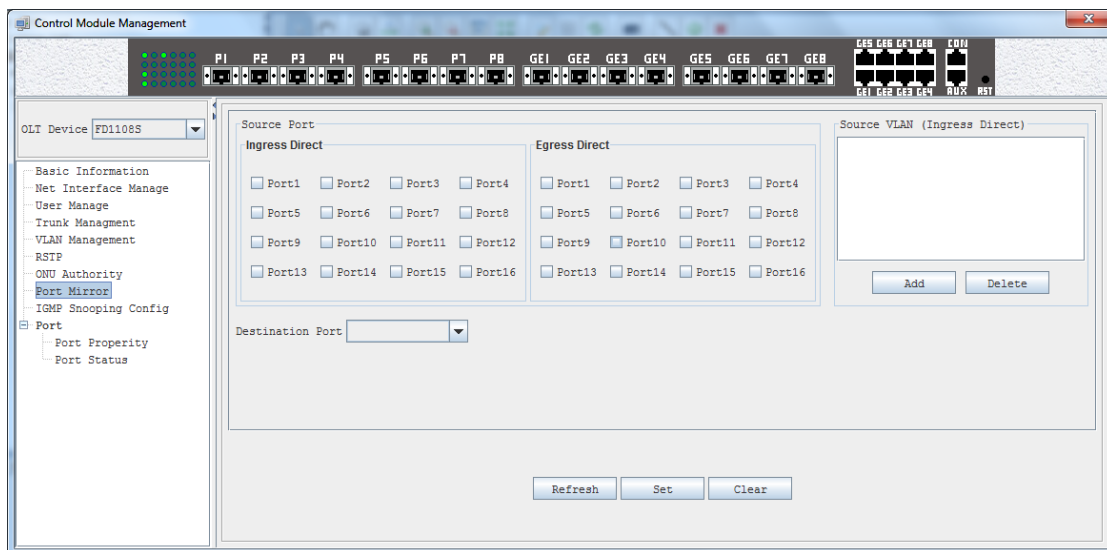 Control Module Management
P1 P2 P3 P4 P5 P6 P7 P8 GE1 GE2 GE3 GE4 GE5 GE6 GE7 GE8
GE5 GE6 GE7 GE8 CON
GE1 GE2 GE3 GE4 AUX RST
OLT Device FD1108S
Basic Information
Net Interface Manage
User Manage
Trunk Managment
VLAN Management
RSTP
ONU Authority
Port Mirror
IGMP Snooping Config
Port
Port Properity
Port Status
Source Port
Ingress Direct
Port1 Port2 Port3 Port4
Port5 Port6 Port7 Port8
Port9 Port10 Port11 Port12
Port13 Port14 Port15 Port16
Egress Direct
Port1 Port2 Port3 Port4
Port5 Port6 Port7 Port8
Port9 Port10 Port11 Port12
Port13 Port14 Port15 Port16
Source VLAN (Ingress Direct)
Add Delete
Destination Port
Refresh Set Clear